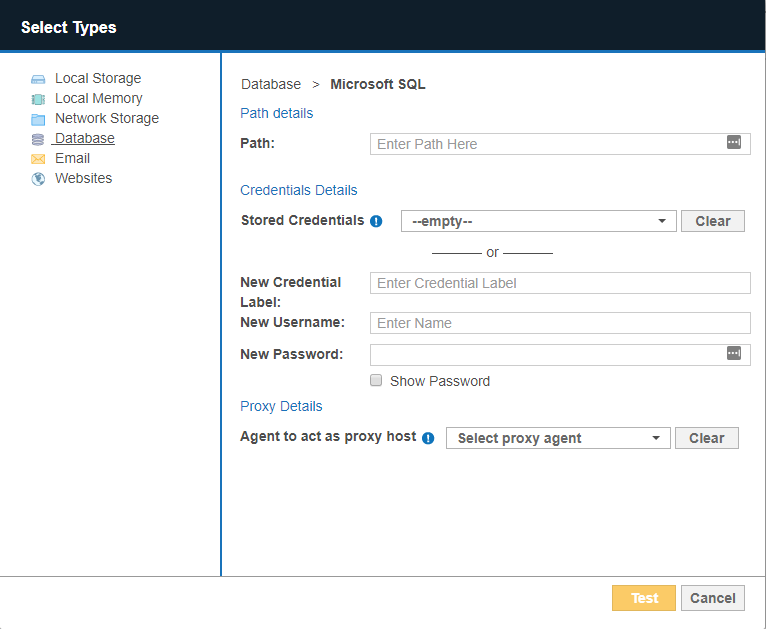 Select Types
Local Storage
Local Memory
Network Storage
Database
Email
Websites
Database > Microsoft SQL
Path details
Path: Enter Path Here
Credentials Details
Stored Credentials --empty-- Clear
or
New Credential
Label: Enter Credential Label
New Username: Enter Name
New Password:
Show Password
Proxy Details
Agent to act as proxy host Select proxy agent Clear
Test Cancel